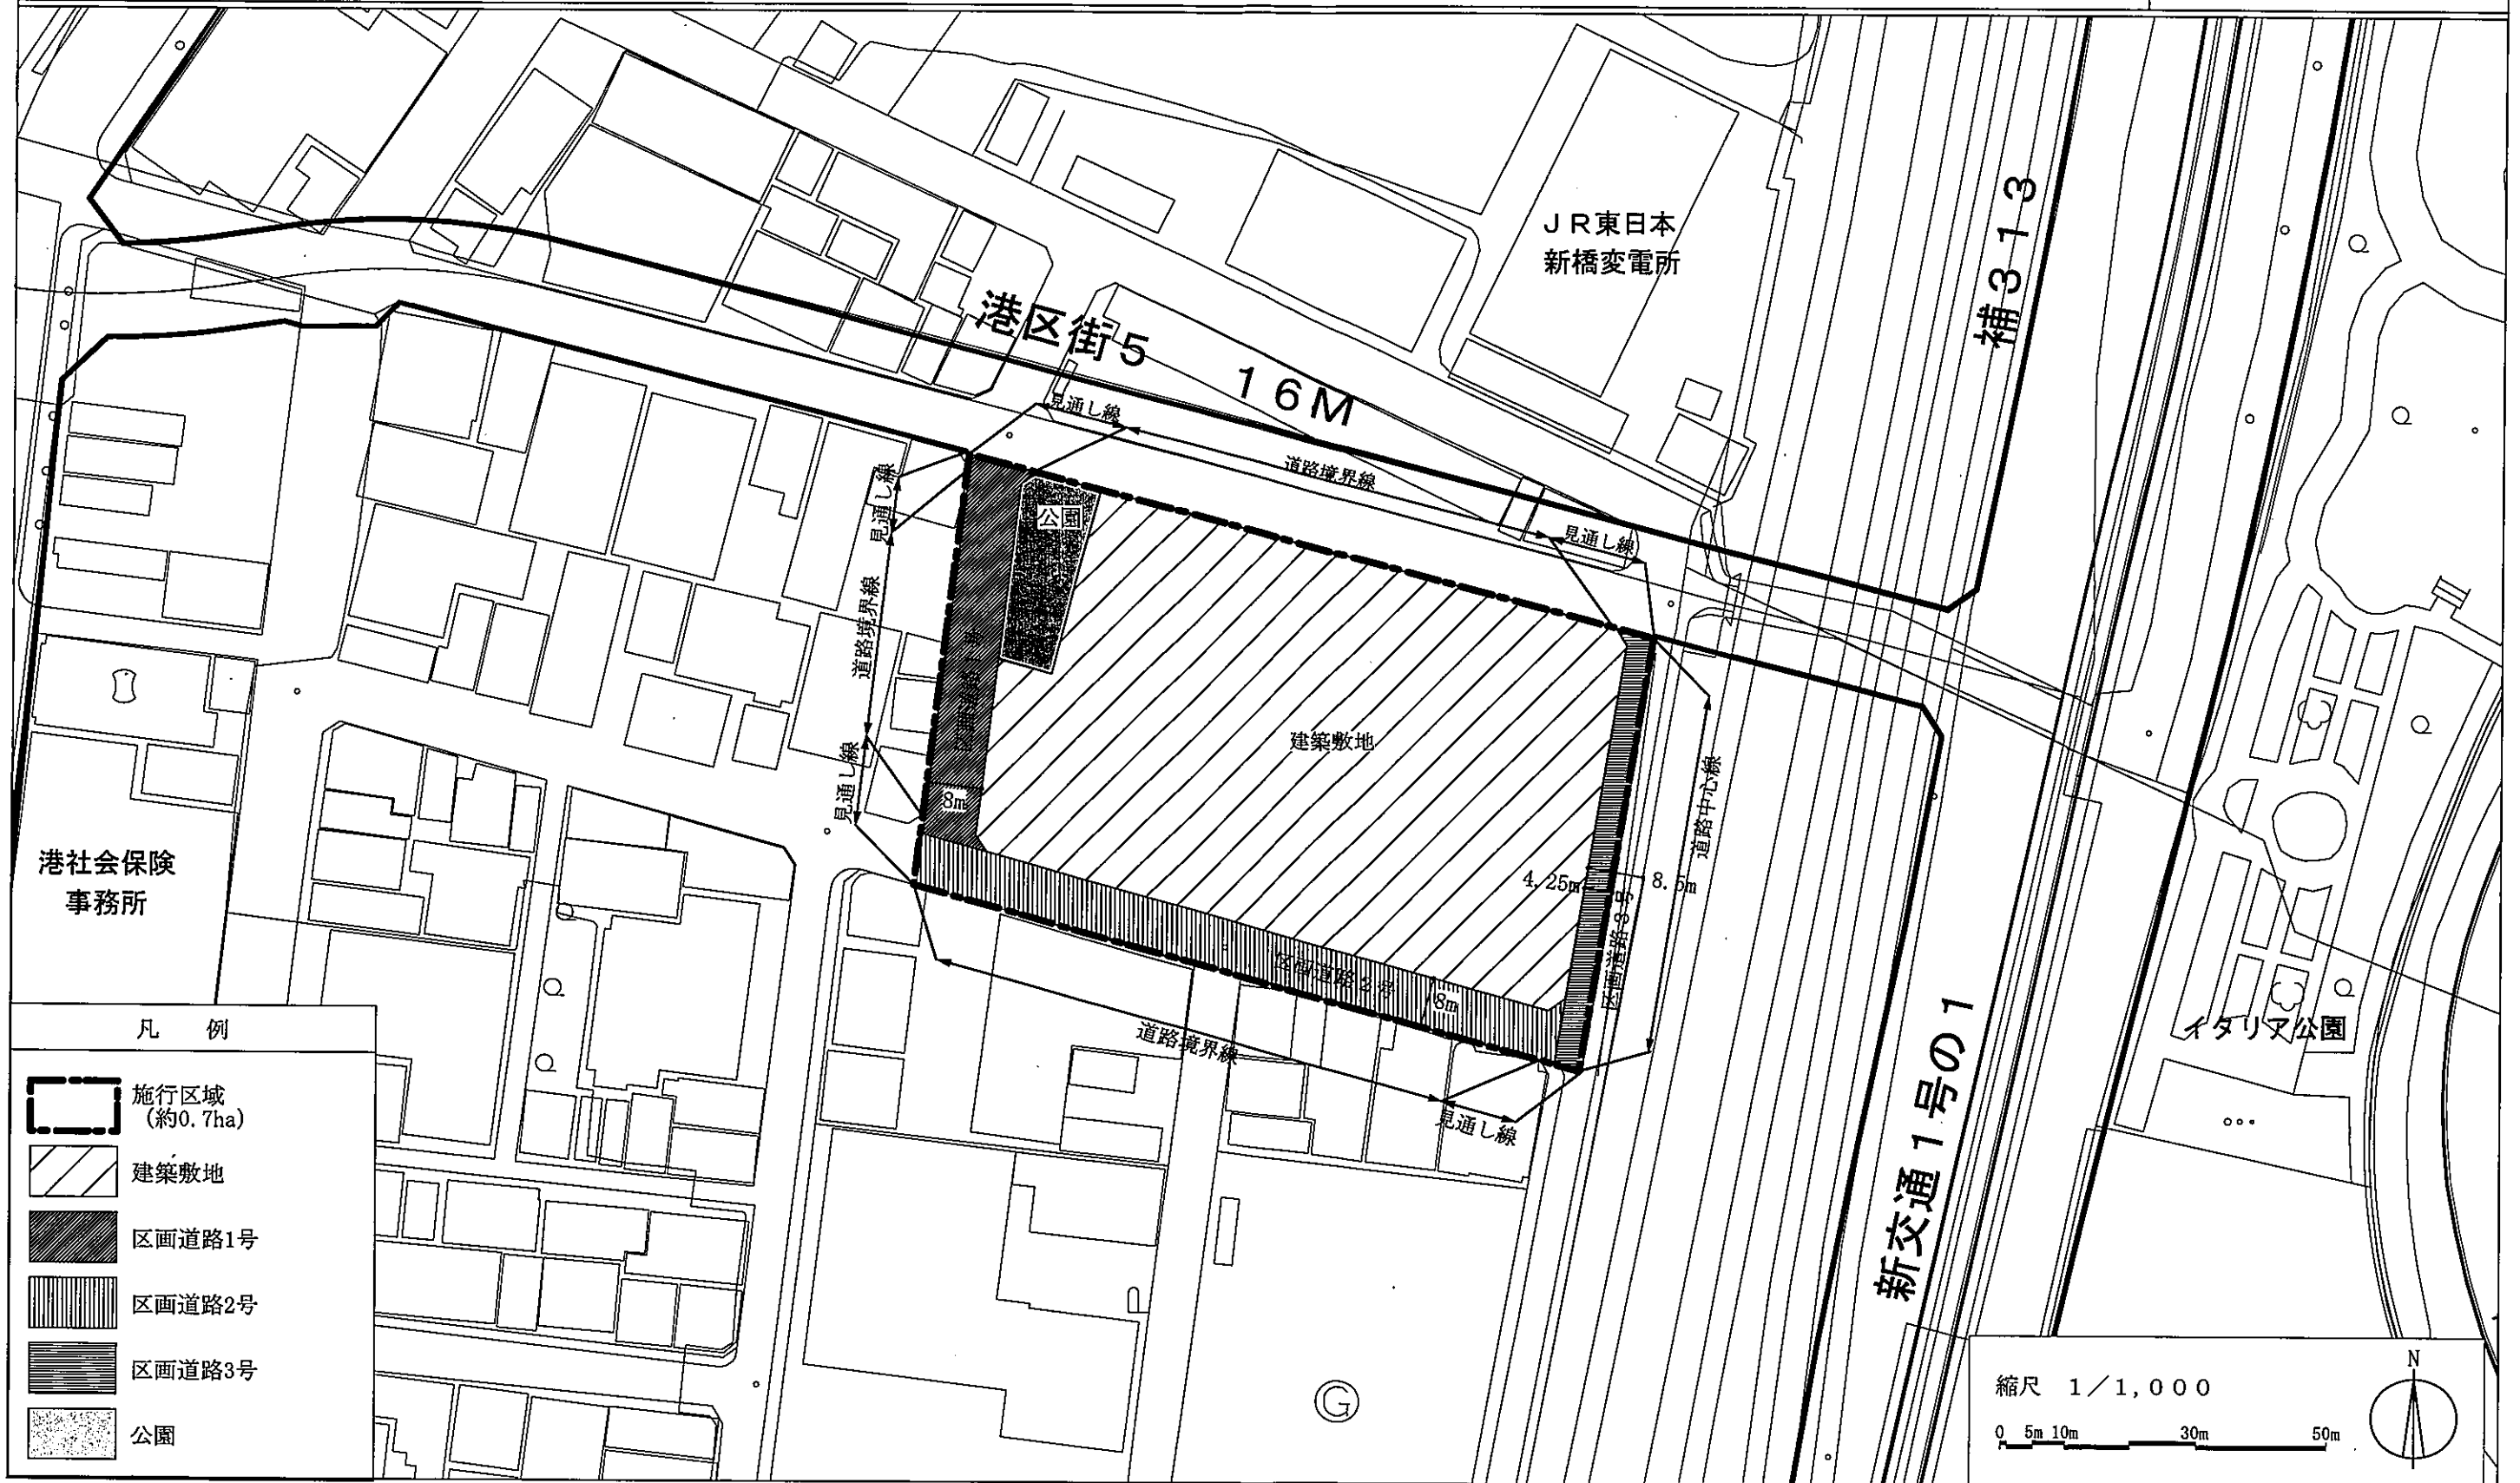 JR東日本
新橋変電所
補313
港区街5 16M
見通し線
道路境界線
見通し線
見通し線
公園
道路境界線
区画道路1号
見通し線
8m
建築敷地
道路中心線
4.25m
8.5m
区画道路3号
区画道路2号
8m
道路境界線
見通し線
新交通1号の1
イタリア公園
港社会保険
事務所
G
凡 例
施行区域
(約0.7ha)
建築敷地
区画道路1号
区画道路2号
区画道路3号
公園
縮尺 1/1,000
0 5m 10m 30m 50m
N